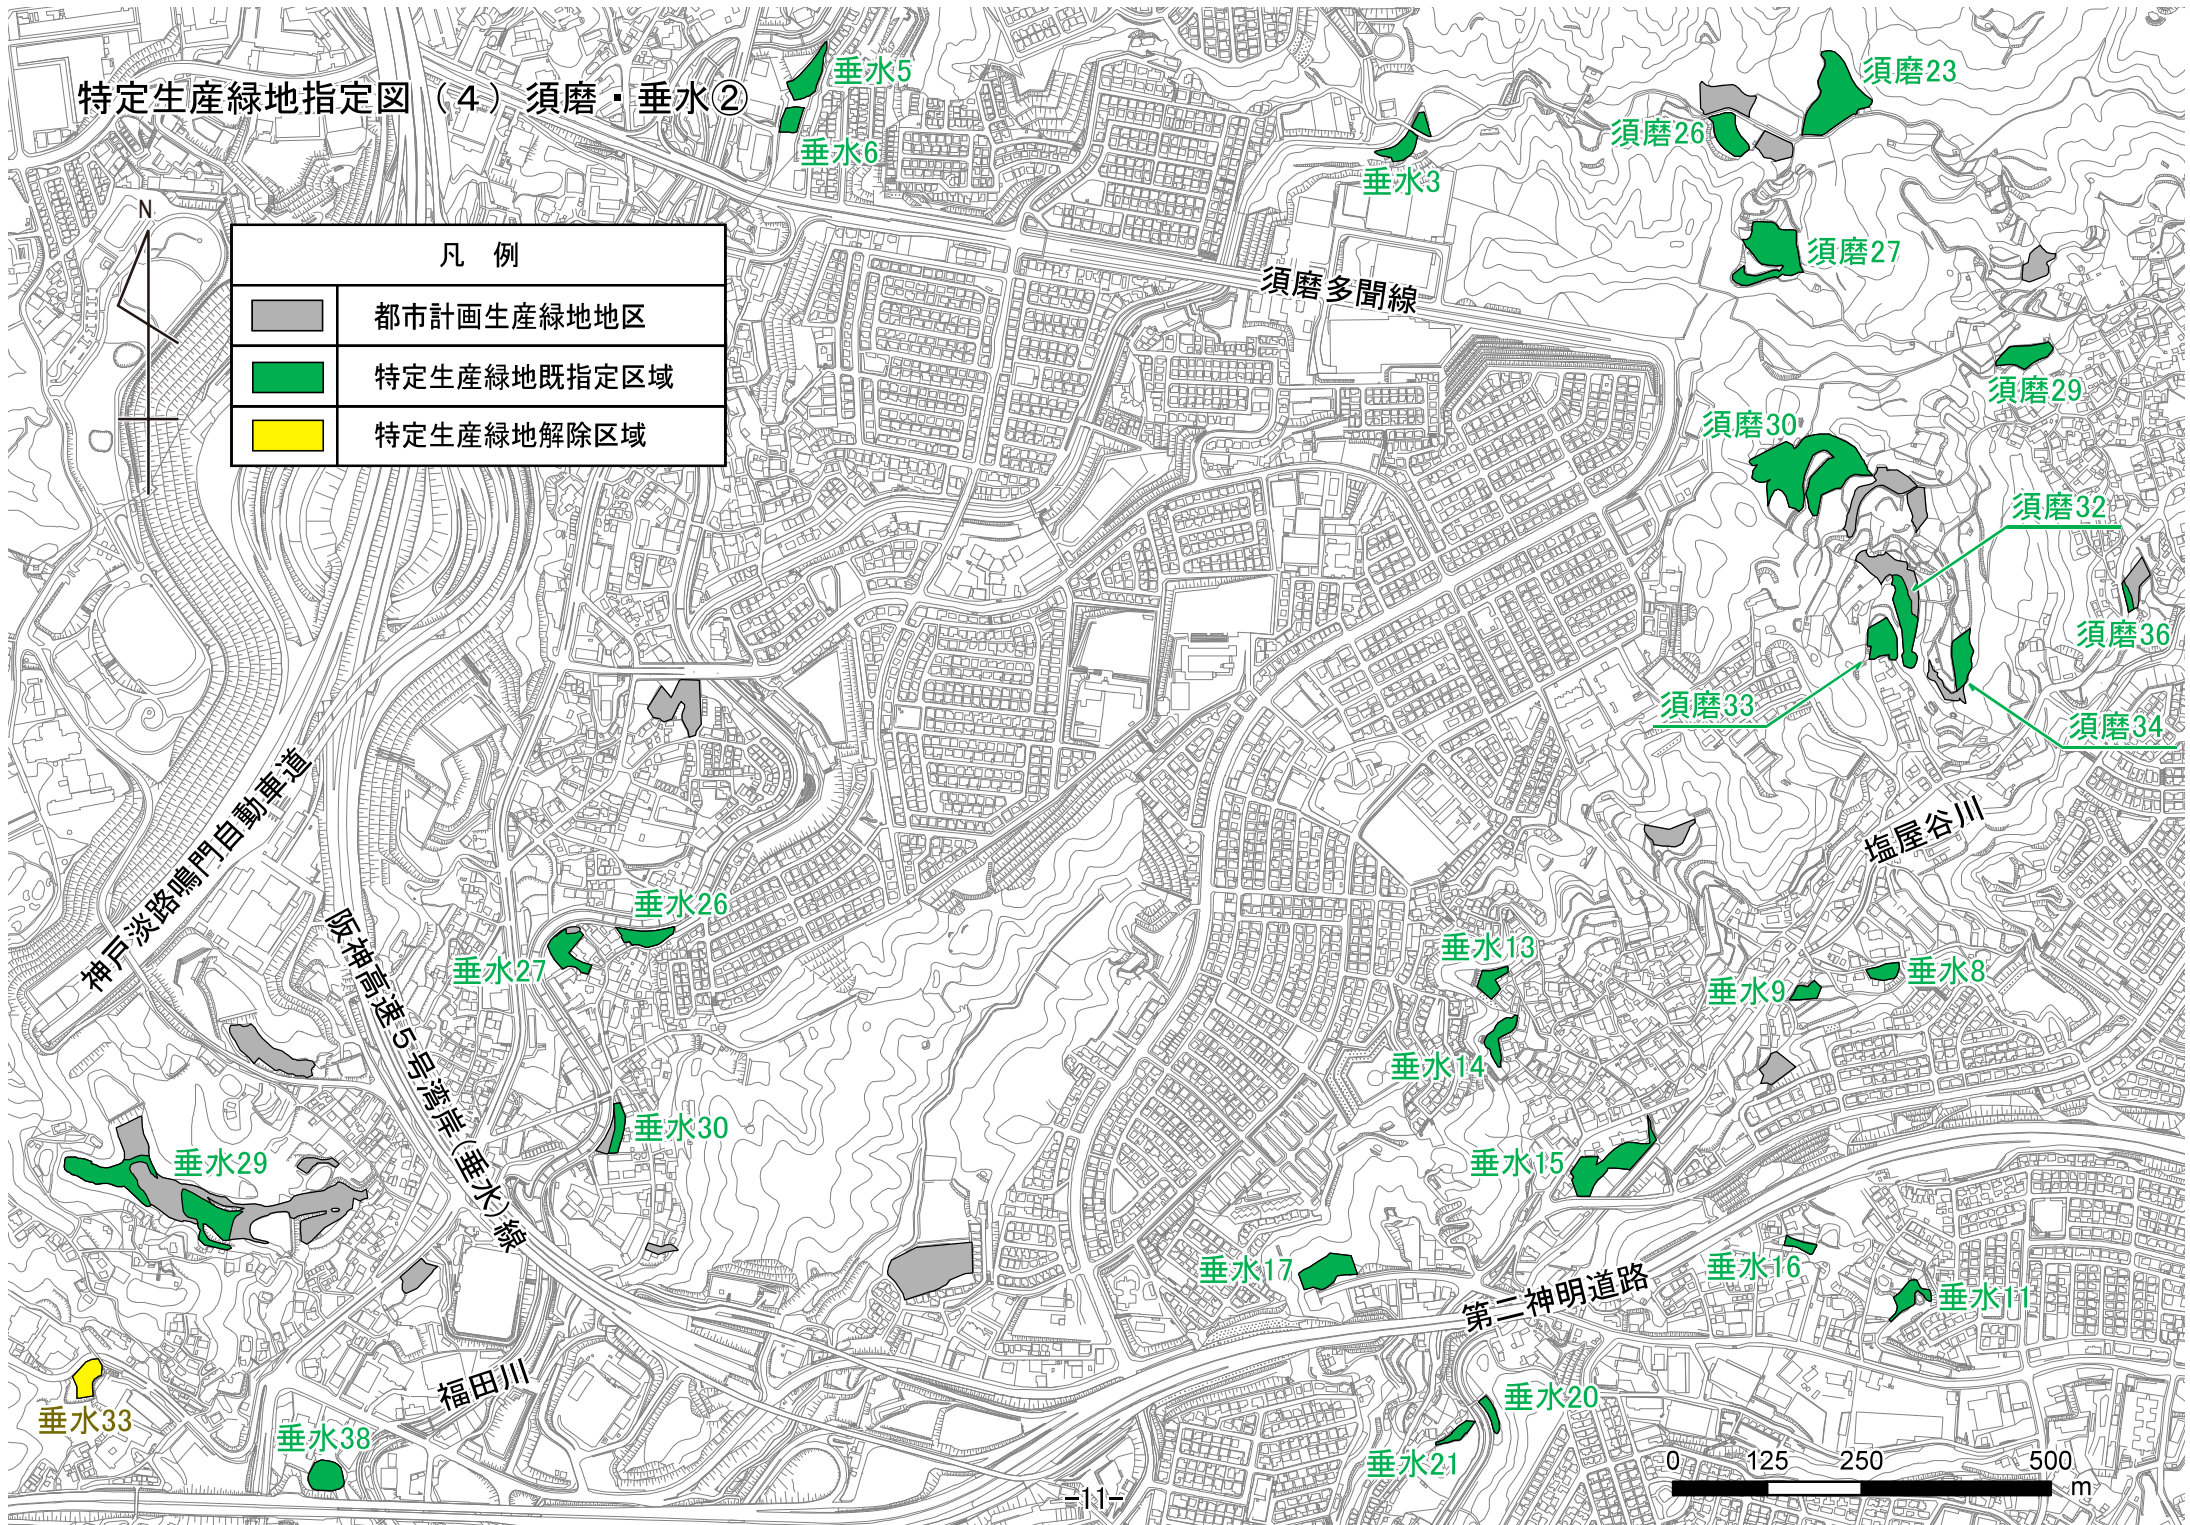 特定生産緑地指定図（４）須磨・垂水②
垂水5
垂水6
垂水3
須磨23
須磨26
須磨27
N
凡　例
都市計画生産緑地地区
特定生産緑地既指定区域
特定生産緑地解除区域
須磨多聞線
須磨29
須磨30
須磨32
須磨36
須磨33
須磨34
神戸淡路鳴門自動車道
塩屋谷川
垂水26
垂水27
阪神高速５号湾岸（垂水）線
垂水13
垂水8
垂水9
垂水14
垂水30
垂水29
垂水15
垂水17
垂水16
垂水11
第二神明道路
福田川
垂水33
垂水38
垂水20
垂水21
0 125 250 500
m
-11-